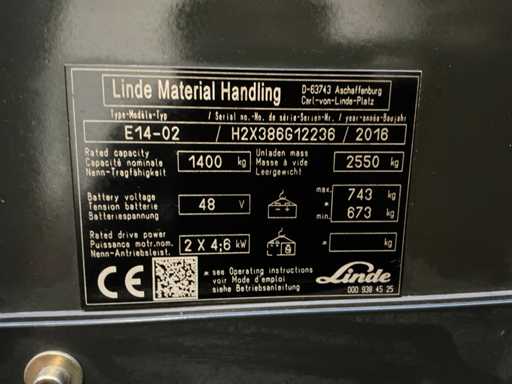 Linde Material Handling
D-63743 Aschaffenburg
Carl-von-Linde-Platz
Type-Modèle-Typ / Serial no.-No. de série-Serien-Nr. / year-année-Baujahr
E14-02 / H2X386G12236 / 2016
Rated capacity
Capacité nominale
Nenn-Tragfähigkeit
1400 kg
Unladen mass
Masse à vide
Leergewicht
2550 kg
Battery voltage
Tension batterie
Batteriespannung
48 V
max. 743 kg
*
min. 673 kg
Rated drive power
Puissance motr.nom.
Nenn-Antriebsleist.
2 X 4;6 kW
* kg
CE
* see Operating instructions
voir Mode d'emploi
siehe Betriebsanleitung
Linde
000 938 45 25